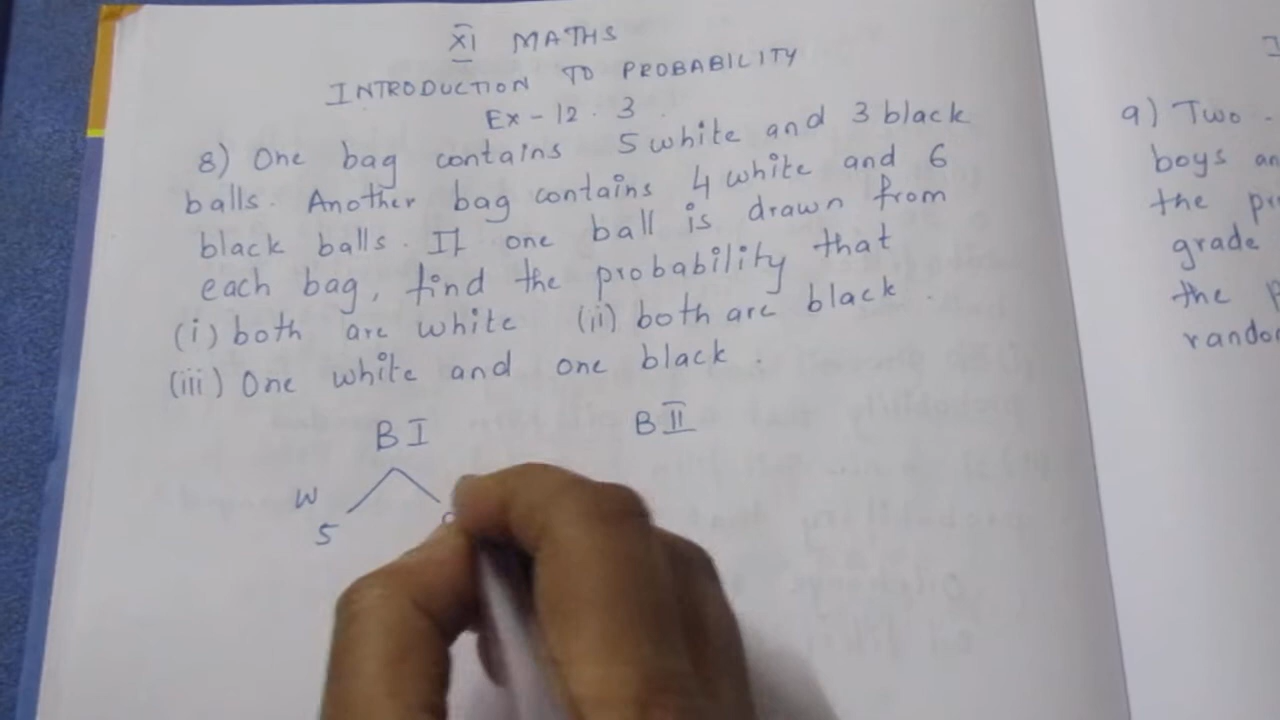 XI MATHS
INTRODUCTION TO PROBABILITY
Ex - 12.3
8) One bag contains 5 white and 3 black
balls. Another bag contains 4 white and 6
black balls. If one ball is drawn from
each bag, find the probability that
(i) both are white (ii) both are black.
(iii) One white and one black.
B I B II
W
5
9) Two
boys
the
grade
the